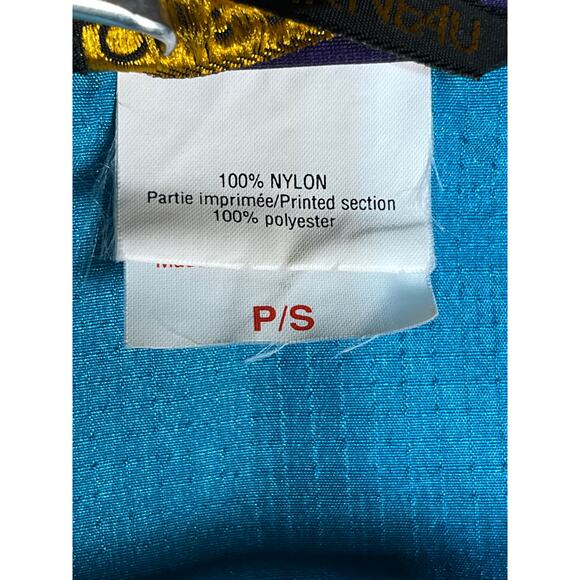 100% NYLON
Partie imprimée/Printed section
100% polyester
P/S